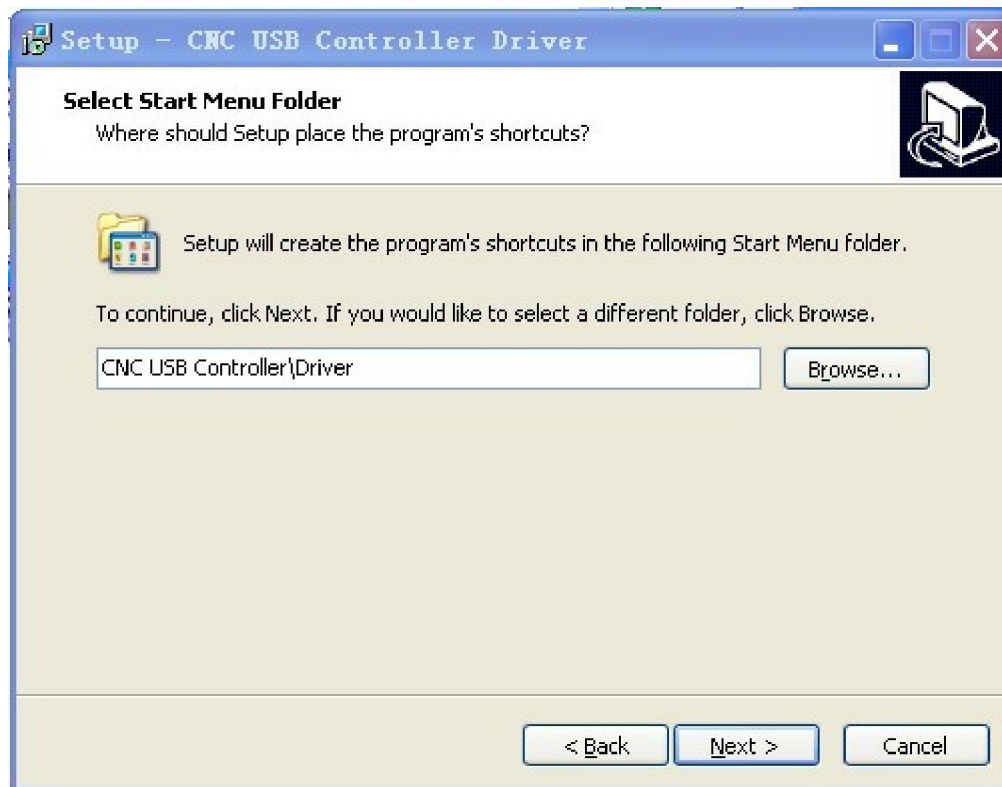 Setup - CNC USB Controller Driver
Select Start Menu Folder
Where should Setup place the program's shortcuts?
Setup will create the program's shortcuts in the following Start Menu folder.
To continue, click Next. If you would like to select a different folder, click Browse.
CNC USB Controller\Driver
Browse...
< Back
Next >
Cancel